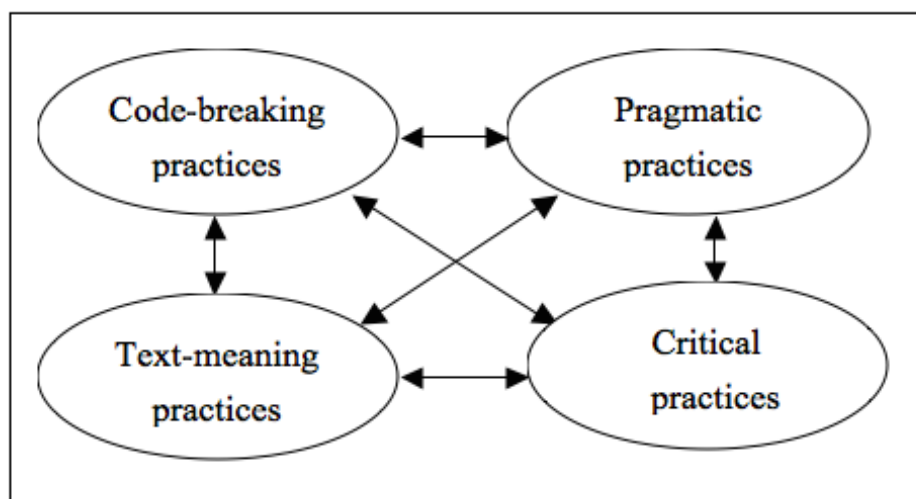 Code-breaking
practices
Pragmatic
practices
Text-meaning
practices
Critical
practices